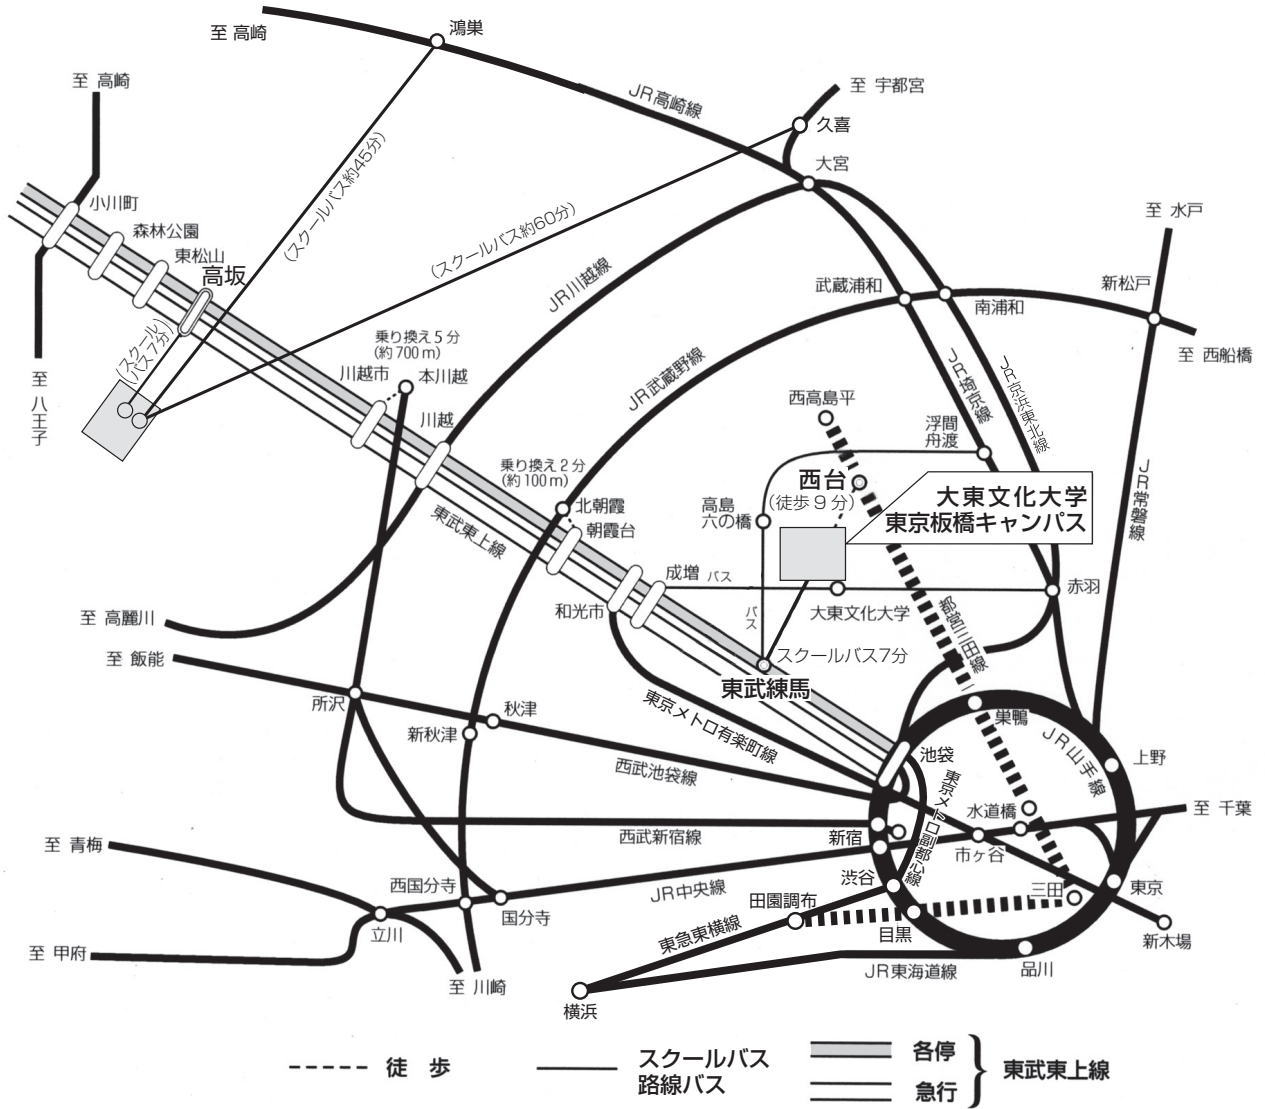 至 高崎
鴻巣
至 高崎
JR高崎線
至 宇都宮
久喜
大宮
(スクールバス約45分)
(スクールバス約60分)
小川町
森林公園
東松山
高坂
(スクール
バス7分)
至 八王子
JR川越線
至 水戸
武蔵浦和
南浦和
新松戸
至 西船橋
乗り換え5分
(約700m)
川越市
本川越
川越
JR武蔵野線
JR埼京線
JR京浜東北線
JR常磐線
西高島平
浮間
舟渡
西台
(徒歩9分)
高島
六の橋
大東文化大学
東京板橋キャンパス
乗り換え2分
(約100m)
北朝霞
朝霞台
東武東上線
成増
バス
和光市
大東文化大学
赤羽
バス
都営三田線
スクールバス7分
東武練馬
至 高麗川
至 飯能
所沢
秋津
新秋津
東京メトロ有楽町線
西武池袋線
巣鴨
JR山手線
池袋
上野
東京メトロ副都心線
水道橋
至 千葉
新宿
西武新宿線
市ヶ谷
至 青梅
西国分寺
国分寺
JR中央線
渋谷
三田
東京
田園調布
立川
目黒
新木場
東急東横線
至 甲府
至 川崎
JR東海道線
品川
横浜
徒 歩
スクールバス
路線バス
各停
急行
東武東上線